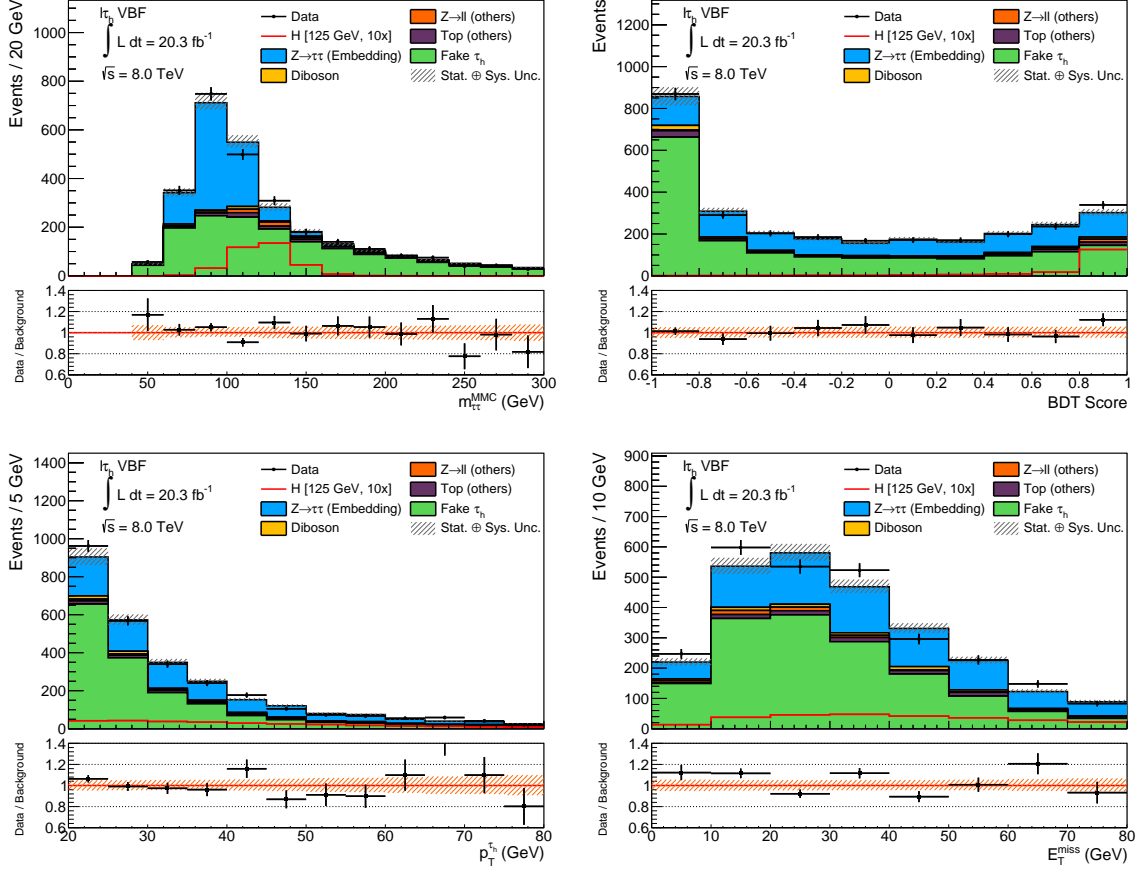 Events / 20 GeV
1200
1000
800
600
400
200
0
lτ_h VBF
∫ L dt = 20.3 fb⁻¹
√s = 8.0 TeV
Data
H [125 GeV, 10x]
Z→ττ (Embedding)
Diboson
Z→ll (others)
Top (others)
Fake τ_h
Stat. ⊕ Sys. Unc.
Data / Background
1.4
1.2
1
0.8
0.6
0 50 100 150 200 250 300
m_ττ^MMC (GeV)
Events
1200
1000
800
600
400
200
0
lτ_h VBF
∫ L dt = 20.3 fb⁻¹
√s = 8.0 TeV
Data
H [125 GeV, 10x]
Z→ττ (Embedding)
Diboson
Z→ll (others)
Top (others)
Fake τ_h
Stat. ⊕ Sys. Unc.
Data / Background
1.4
1.2
1
0.8
0.6
-1 -0.8 -0.6 -0.4 -0.2 0 0.2 0.4 0.6 0.8 1
BDT Score
Events / 5 GeV
1400
1200
1000
800
600
400
200
0
lτ_h VBF
∫ L dt = 20.3 fb⁻¹
√s = 8.0 TeV
Data
H [125 GeV, 10x]
Z→ττ (Embedding)
Diboson
Z→ll (others)
Top (others)
Fake τ_h
Stat. ⊕ Sys. Unc.
Data / Background
1.4
1.2
1
0.8
0.6
20 30 40 50 60 70 80
p_T^τ_h (GeV)
Events / 10 GeV
900
800
700
600
500
400
300
200
100
0
lτ_h VBF
∫ L dt = 20.3 fb⁻¹
√s = 8.0 TeV
Data
H [125 GeV, 10x]
Z→ττ (Embedding)
Diboson
Z→ll (others)
Top (others)
Fake τ_h
Stat. ⊕ Sys. Unc.
Data / Background
1.4
1.2
1
0.8
0.6
0 10 20 30 40 50 60 70 80
E_T^miss (GeV)